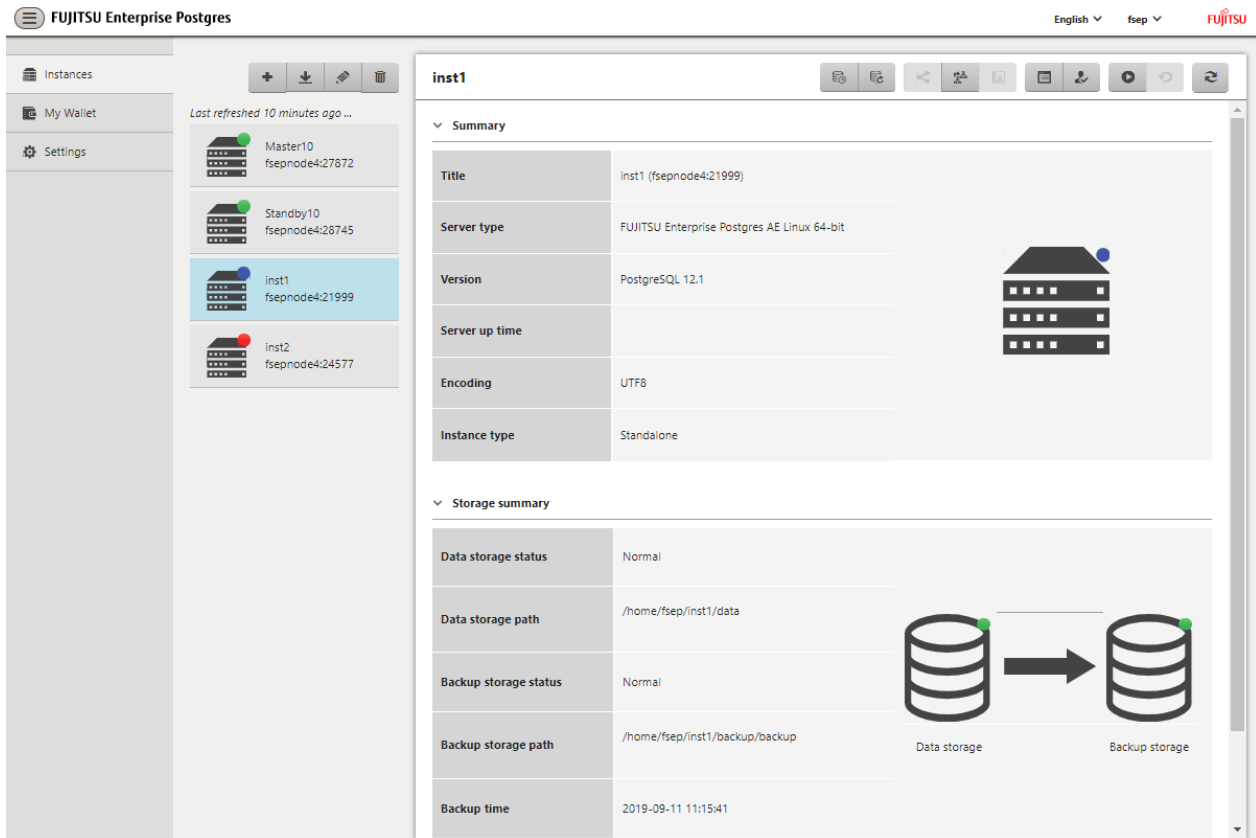 FUJITSU Enterprise Postgres
English
fsep
FUJITSU
Instances
My Wallet
Settings
Last refreshed 10 minutes ago ...
Master10
fsepnode4:27872
Standby10
fsepnode4:28745
inst1
fsepnode4:21999
inst2
fsepnode4:24577
inst1
Summary
Title inst1 (fsepnode4:21999)
Server type FUJITSU Enterprise Postgres AE Linux 64-bit
Version PostgreSQL 12.1
Server up time
Encoding UTF8
Instance type Standalone
Storage summary
Data storage status Normal
Data storage path /home/fsep/inst1/data
Backup storage status Normal
Backup storage path /home/fsep/inst1/backup/backup
Data storage Backup storage
Backup time 2019-09-11 11:15:41